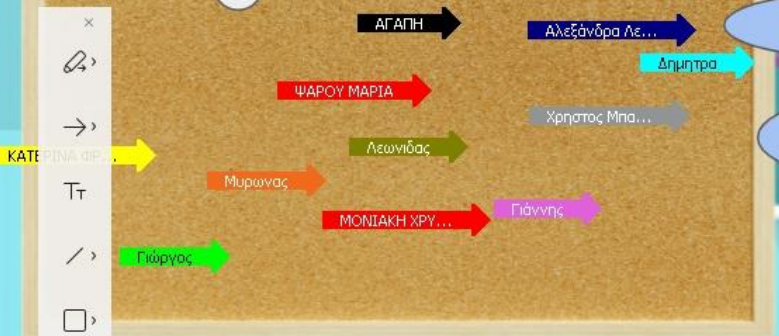 ΑΓΑΠΗ
Αλεξάνδρα Λε...
Δημητρα
ΨΑΡΟΥ ΜΑΡΙΑ
Χρηστος Μπα...
Λεωνιδας
ΚΑΤΕΡΙΝΑ ΦΡ...
Μυρωνας
Γιάννης
ΜΟΝΙΑΚΗ ΧΡΥ...
Γιώργος
Tт